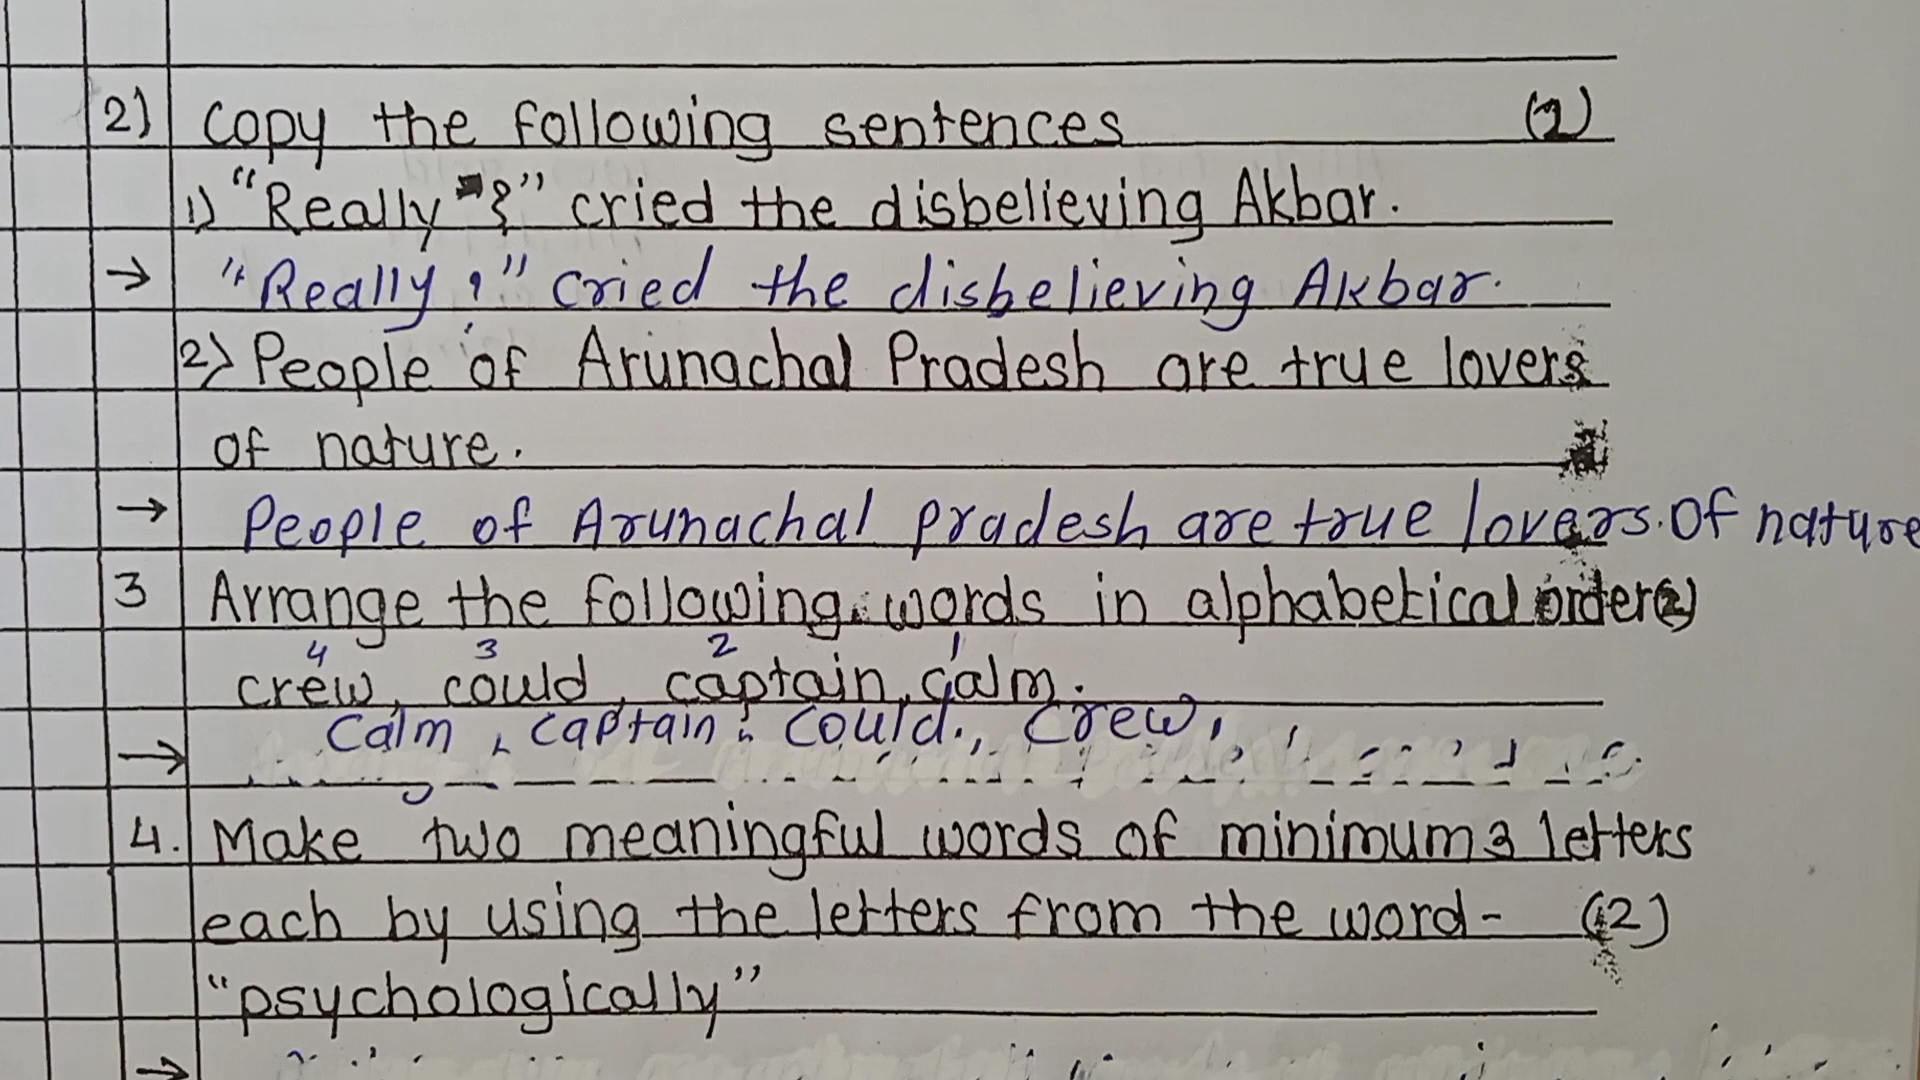 2) Copy the following sentences (2)
1) "Really ?" cried the disbelieving Akbar.
→ "Really ?" cried the disbelieving Akbar.
2) People of Arunachal Pradesh are true lovers
of nature.
→ People of Arunachal pradesh are true lovers. of nature
3 Arrange the following words in alphabetical order (2)
4 3 2 1
crew, could, captain, calm.
→ Calm, captain, could., crew,
4. Make two meaningful words of minimum 3 letters
each by using the letters from the word- (2)
"psychologically"
→